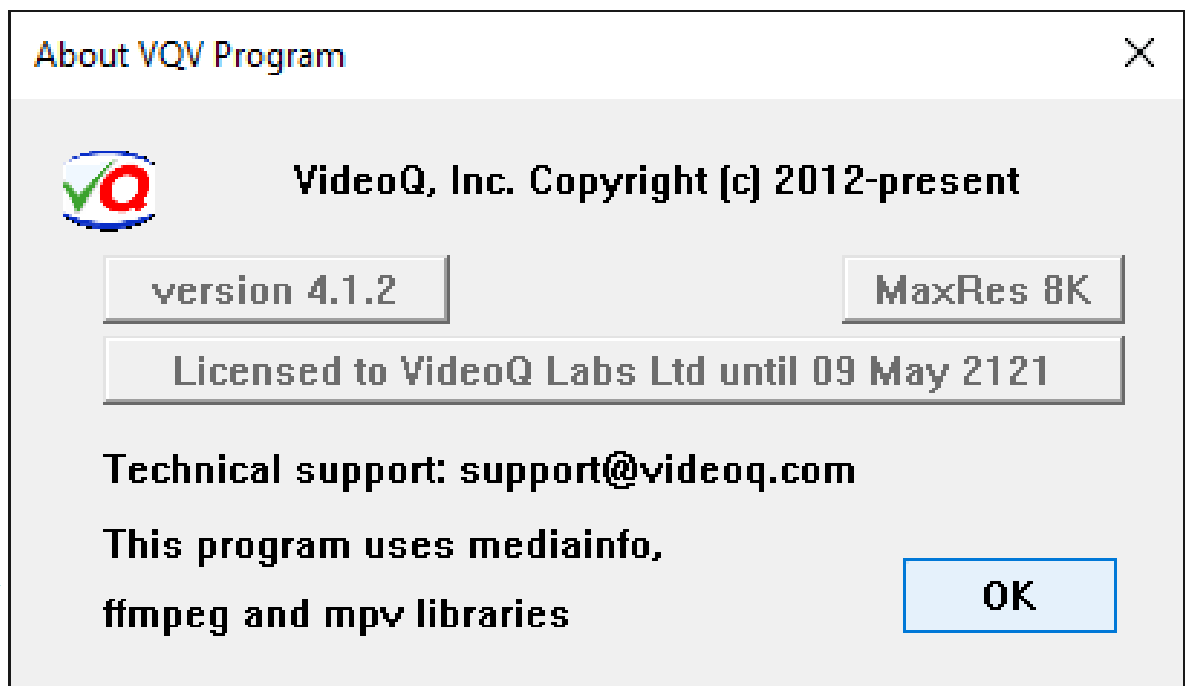 About VQV Program
Q
VideoQ, Inc. Copyright (c) 2012-present
version 4.1.2
MaxRes 8K
Licensed to VideoQ Labs Ltd until 09 May 2121
Technical support: support@videoq.com
This program uses mediainfo,
ffmpeg and mpv libraries
OK